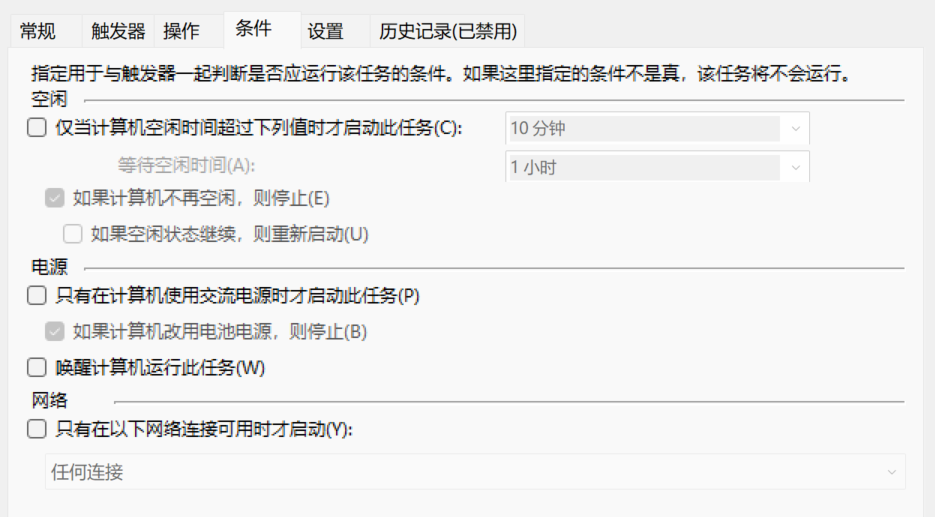 常规 触发器 操作 条件 设置 历史记录(已禁用)
指定用于与触发器一起判断是否应运行该任务的条件。如果这里指定的条件不是真，该任务将不会运行。
空闲
仅当计算机空闲时间超过下列值时才启动此任务(C): 10 分钟
等待空闲时间(A): 1 小时
如果计算机不再空闲，则停止(E)
如果空闲状态继续，则重新启动(U)
电源
只有在计算机使用交流电源时才启动此任务(P)
如果计算机改用电池电源，则停止(B)
唤醒计算机运行此任务(W)
网络
只有在以下网络连接可用时才启动(Y):
任何连接